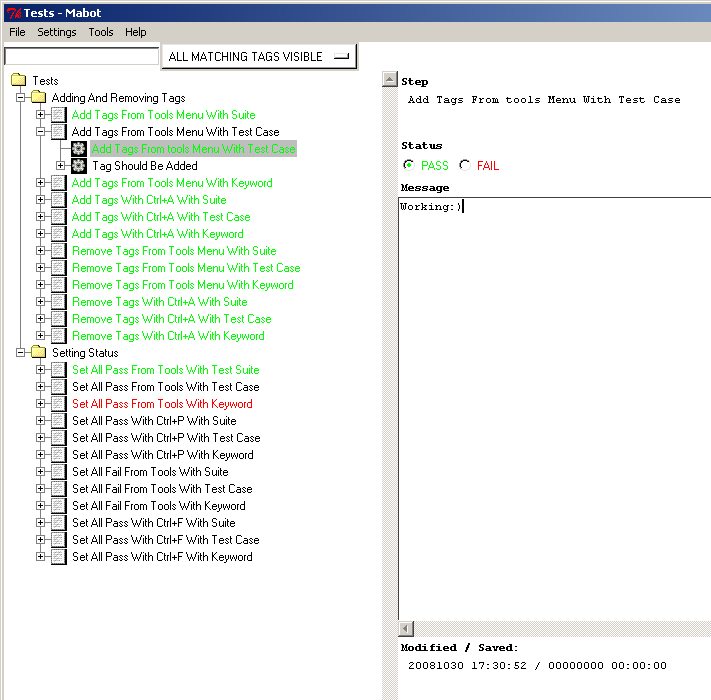 Tests - Mabot
File Settings Tools Help
ALL MATCHING TAGS VISIBLE
Tests
Adding And Removing Tags
Add Tags From Tools Menu With Suite
Add Tags From Tools Menu With Test Case
Add Tags From tools Menu With Test Case
Tag Should Be Added
Add Tags From Tools Menu With Keyword
Add Tags With Ctrl+A With Suite
Add Tags With Ctrl+A With Test Case
Add Tags With Ctrl+A With Keyword
Remove Tags From Tools Menu With Suite
Remove Tags From Tools Menu With Test Case
Remove Tags From Tools Menu With Keyword
Remove Tags With Ctrl+A With Suite
Remove Tags With Ctrl+A With Test Case
Remove Tags With Ctrl+A With Keyword
Setting Status
Set All Pass From Tools With Test Suite
Set All Pass From Tools With Test Case
Set All Pass From Tools With Keyword
Set All Pass With Ctrl+P With Suite
Set All Pass With Ctrl+P With Test Case
Set All Pass With Ctrl+P With Keyword
Set All Fail From Tools With Suite
Set All Fail From Tools With Test Case
Set All Fail From Tools With Keyword
Set All Pass With Ctrl+F With Suite
Set All Pass With Ctrl+F With Test Case
Set All Pass With Ctrl+F With Keyword
Step
Add Tags From tools Menu With Test Case
Status
PASS FAIL
Message
Working:)
Modified / Saved:
20081030 17:30:52 / 00000000 00:00:00